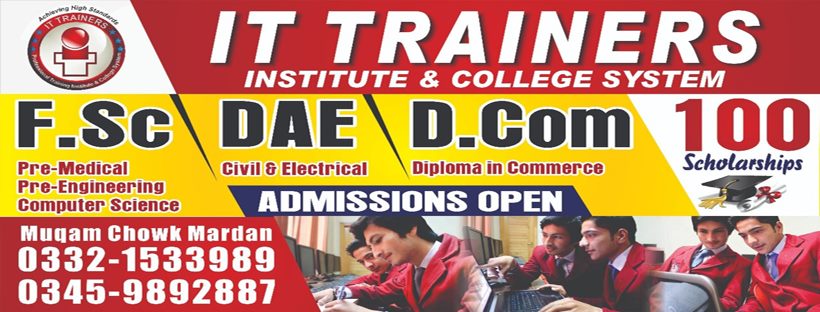 Achieving High Standards
IT TRAINERS
IT TRAINERS
INSTITUTE & COLLEGE SYSTEM
F.Sc
Pre-Medical
Pre-Engineering
Computer Science
DAE
Civil & Electrical
D.Com
Diploma in Commerce
100
Scholarships
ADMISSIONS OPEN
Muqam Chowk Mardan
0332-1533989
0345-9892887